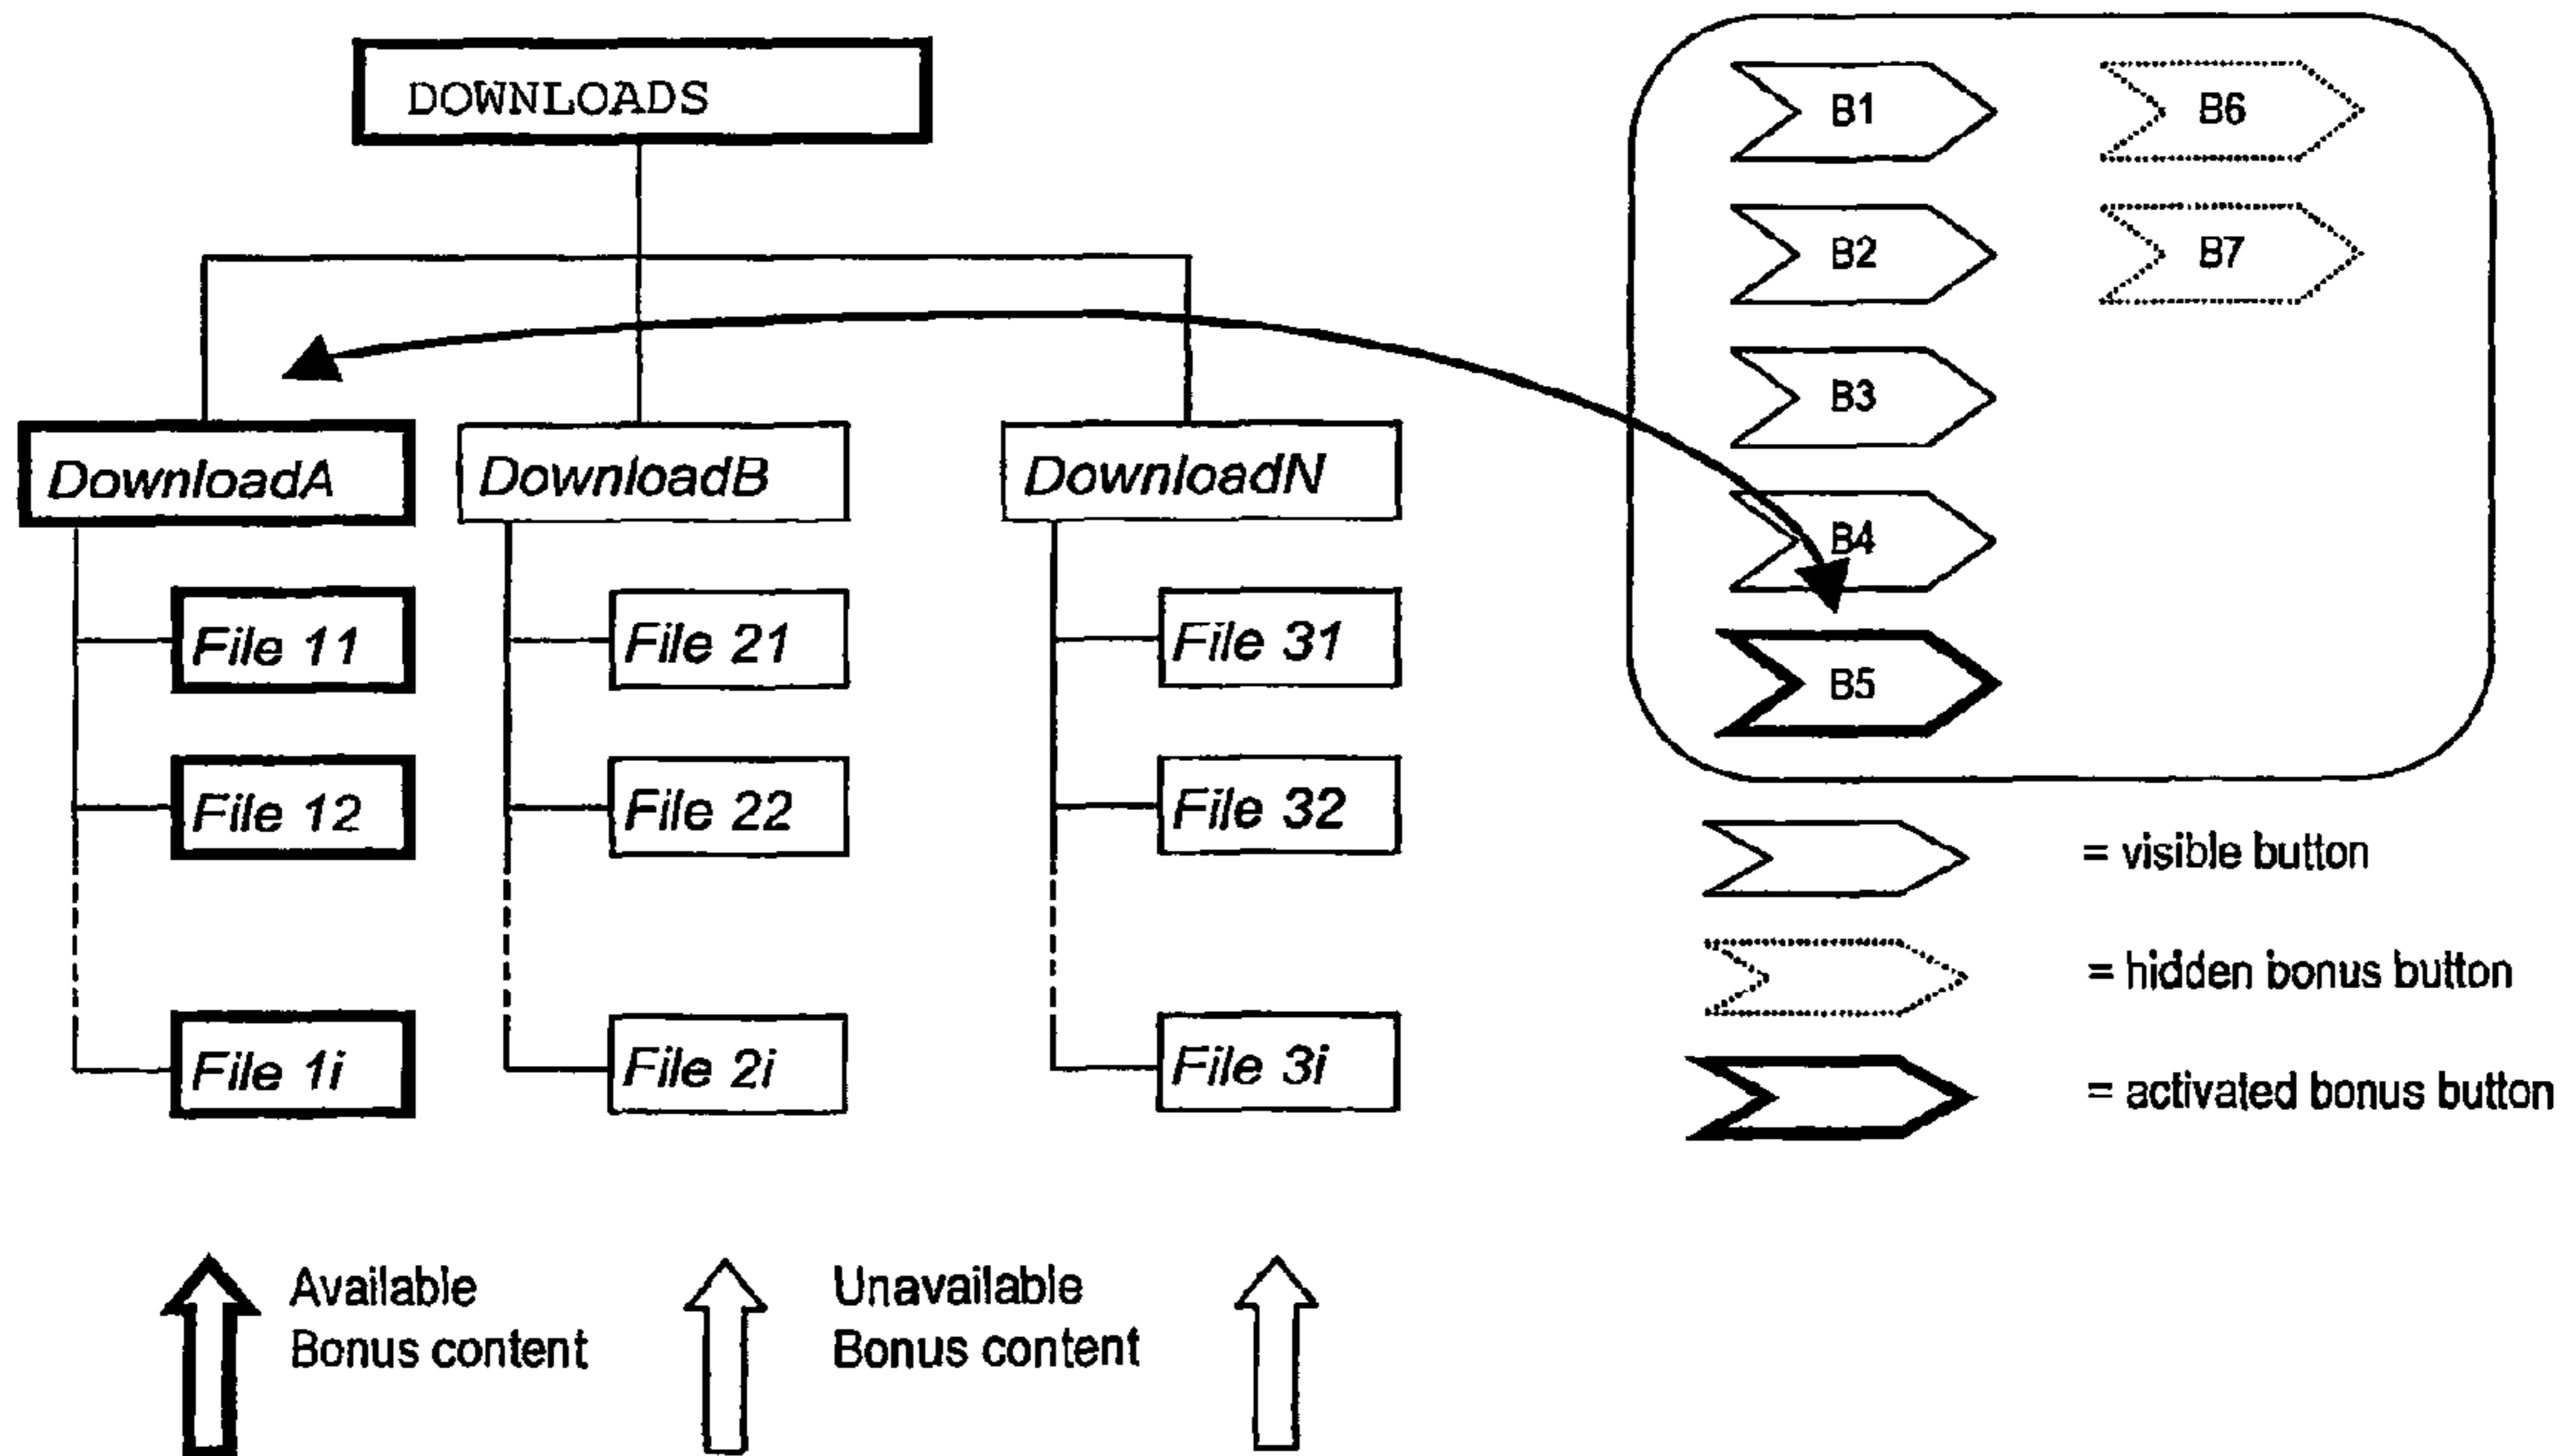 DOWNLOADS
DownloadA
File 11
File 12
File 1i
DownloadB
File 21
File 22
File 2i
DownloadN
File 31
File 32
File 3i
Available
Bonus content
Unavailable
Bonus content
B1
B2
B3
B4
B5
B6
B7
= visible button
= hidden bonus button
= activated bonus button